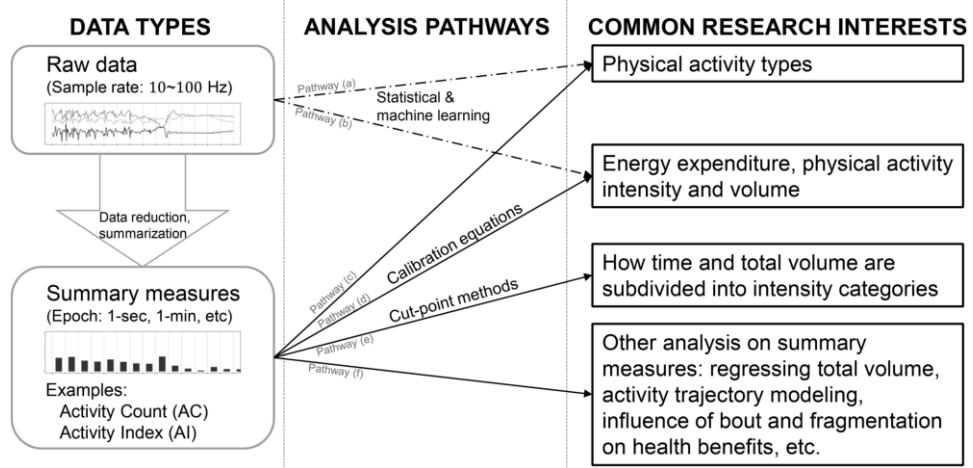 DATA TYPES
ANALYSIS PATHWAYS
COMMON RESEARCH INTERESTS
Raw data
(Sample rate: 10~100 Hz)
Data reduction,
summarization
Summary measures
(Epoch: 1-sec, 1-min, etc)
Examples:
Activity Count (AC)
Activity Index (AI)
Pathway (a)
Statistical &
machine learning
Pathway (b)
Pathway (c)
Calibration equations
Pathway (d)
Cut-point methods
Pathway (e)
Pathway (f)
Physical activity types
Energy expenditure, physical activity
intensity and volume
How time and total volume are
subdivided into intensity categories
Other analysis on summary
measures: regressing total volume,
activity trajectory modeling,
influence of bout and fragmentation
on health benefits, etc.